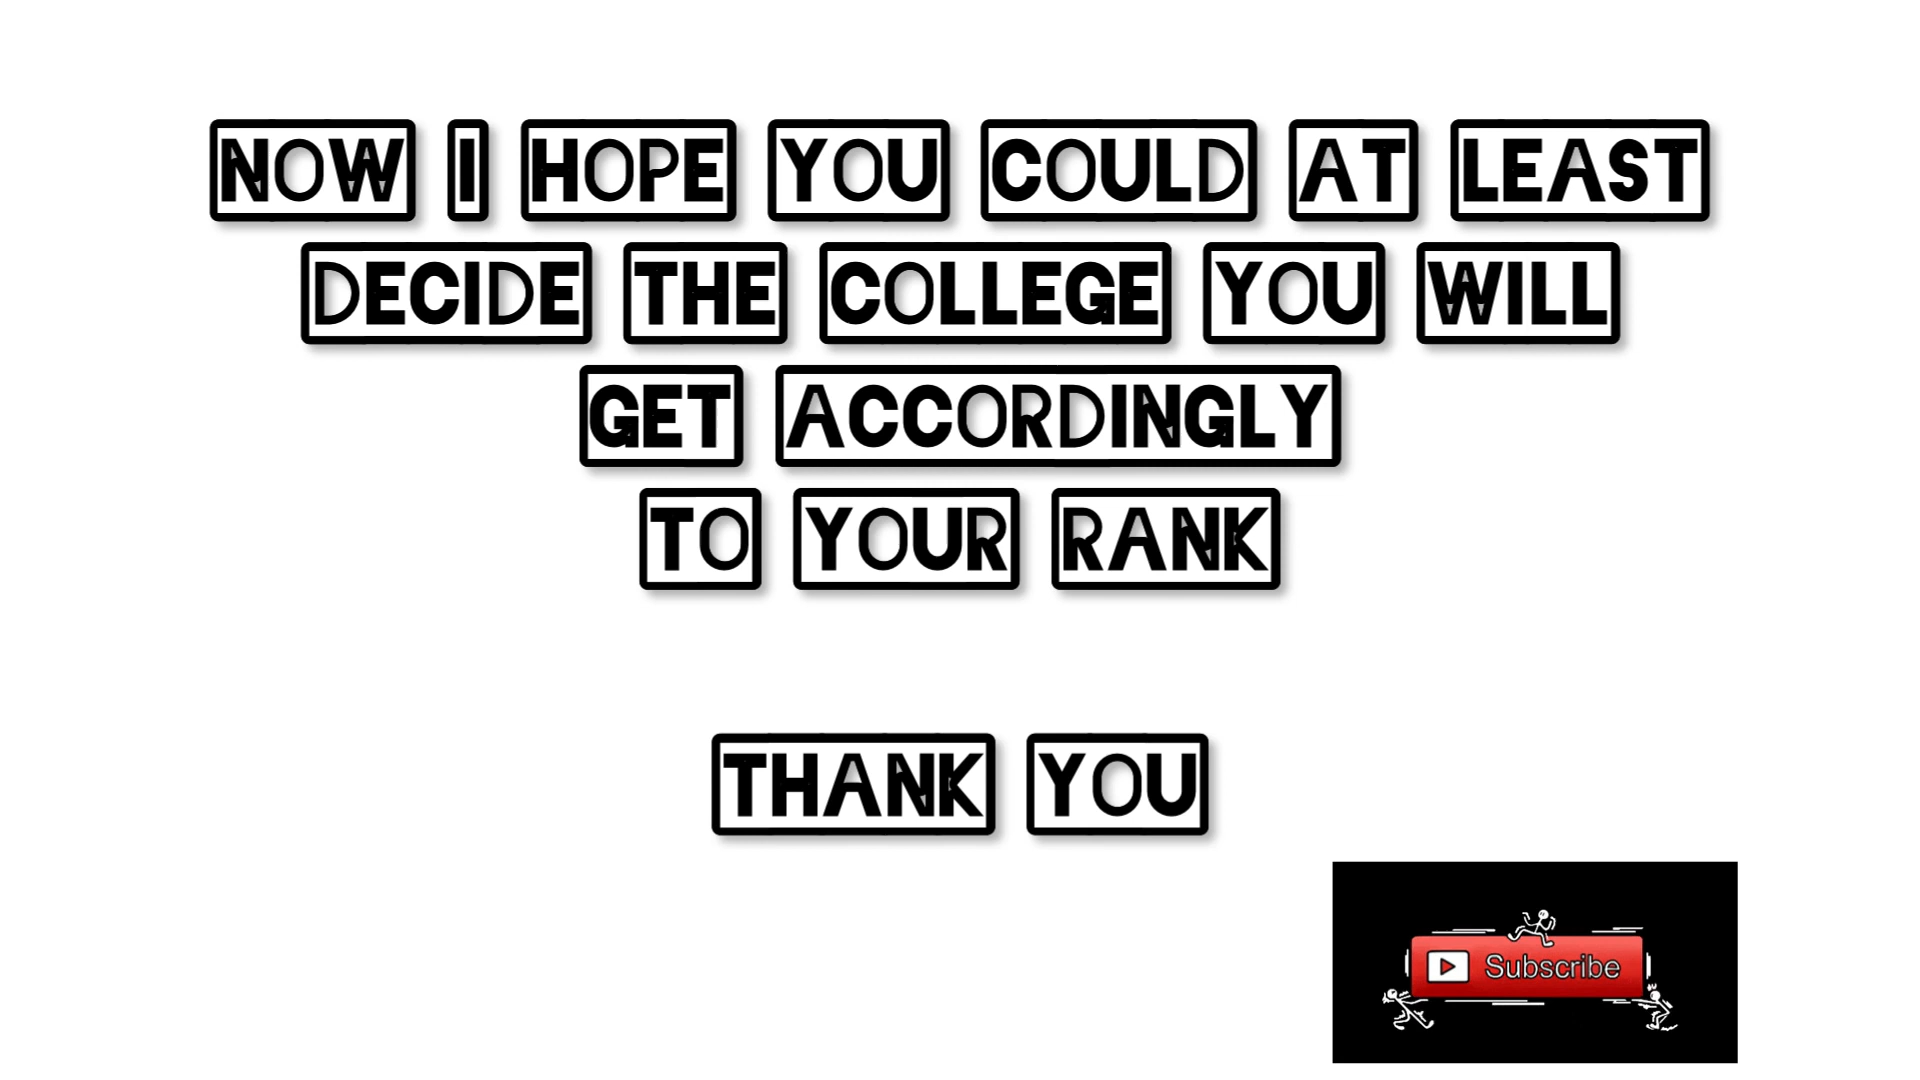 NOW I HOPE YOU COULD AT LEAST
DECIDE THE COLLEGE YOU WILL
GET ACCORDINGLY
TO YOUR RANK
THANK YOU
Subscribe